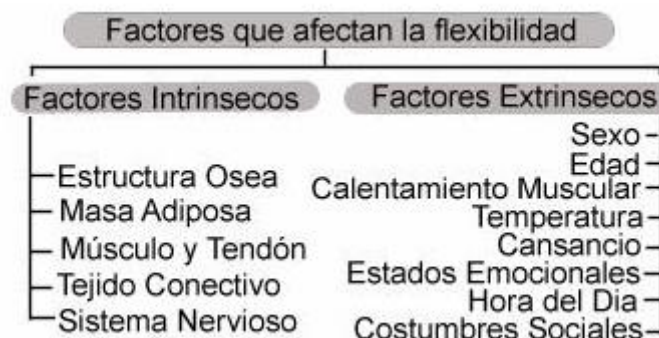 Factores que afectan la flexibilidad
Factores Intrinsecos
Estructura Osea
Masa Adiposa
Músculo y Tendón
Tejido Conectivo
Sistema Nervioso
Factores Extrinsecos
Sexo
Edad
Calentamiento Muscular
Temperatura
Cansancio
Estados Emocionales
Hora del Dia
Costumbres Sociales